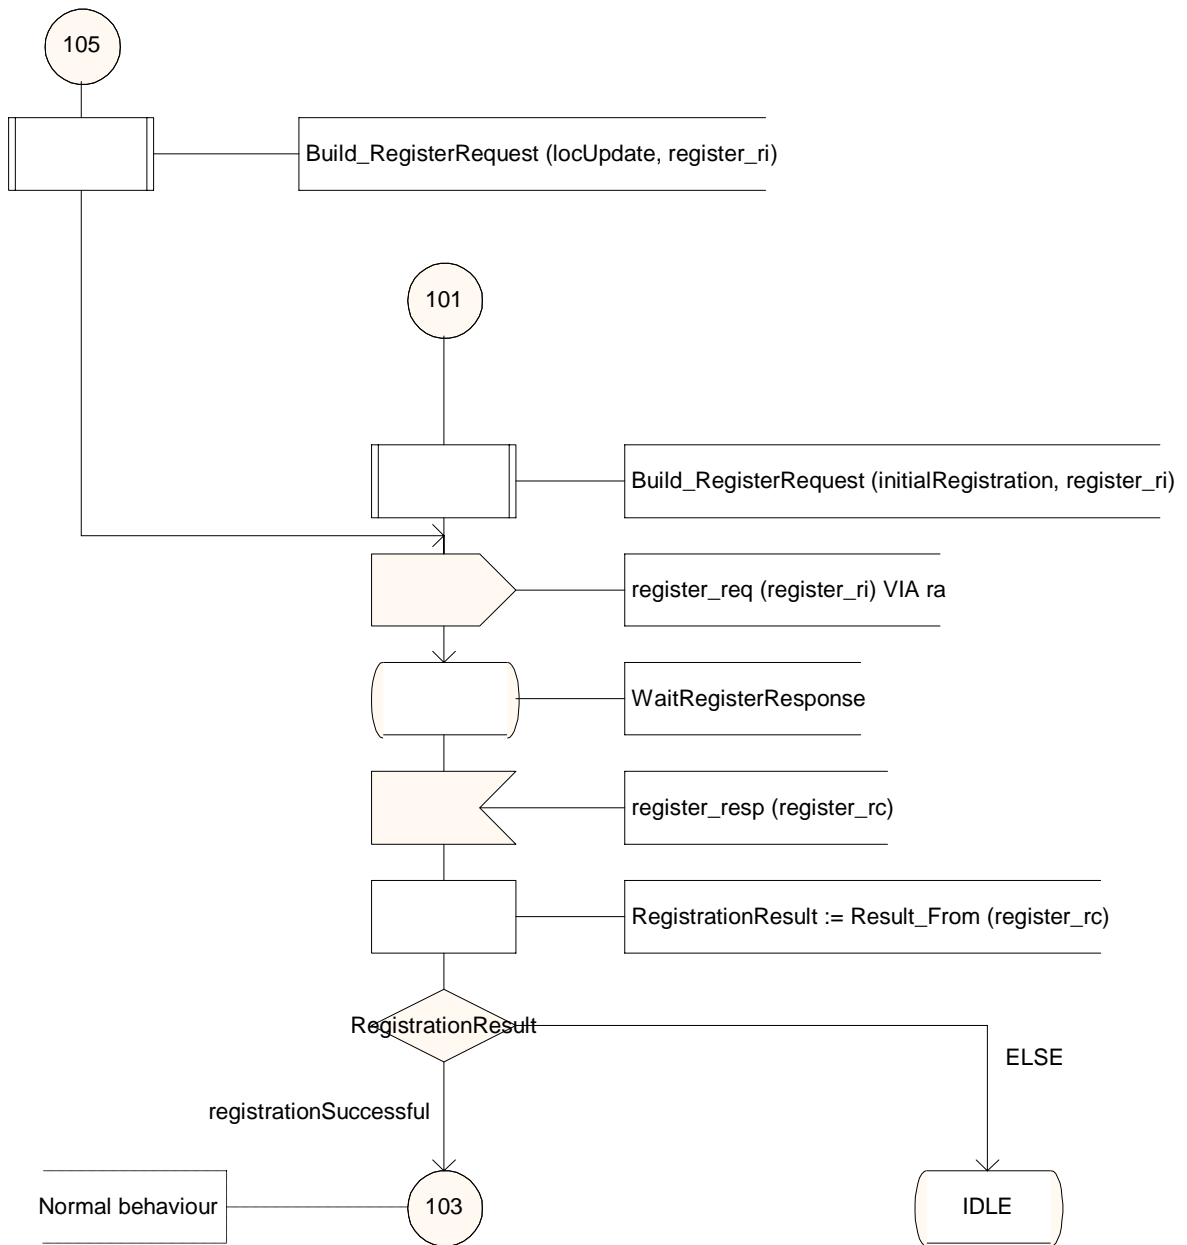 105
Build_RegisterRequest (locUpdate, register_ri)
101
Build_RegisterRequest (initialRegistration, register_ri)
register_req (register_ri) VIA ra
WaitRegisterResponse
register_resp (register_rc)
RegistrationResult := Result_From (register_rc)
RegistrationResult
ELSE
registrationSuccessful
Normal behaviour
103
IDLE